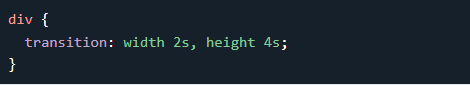 div {
  transition: width 2s, height 4s;
}